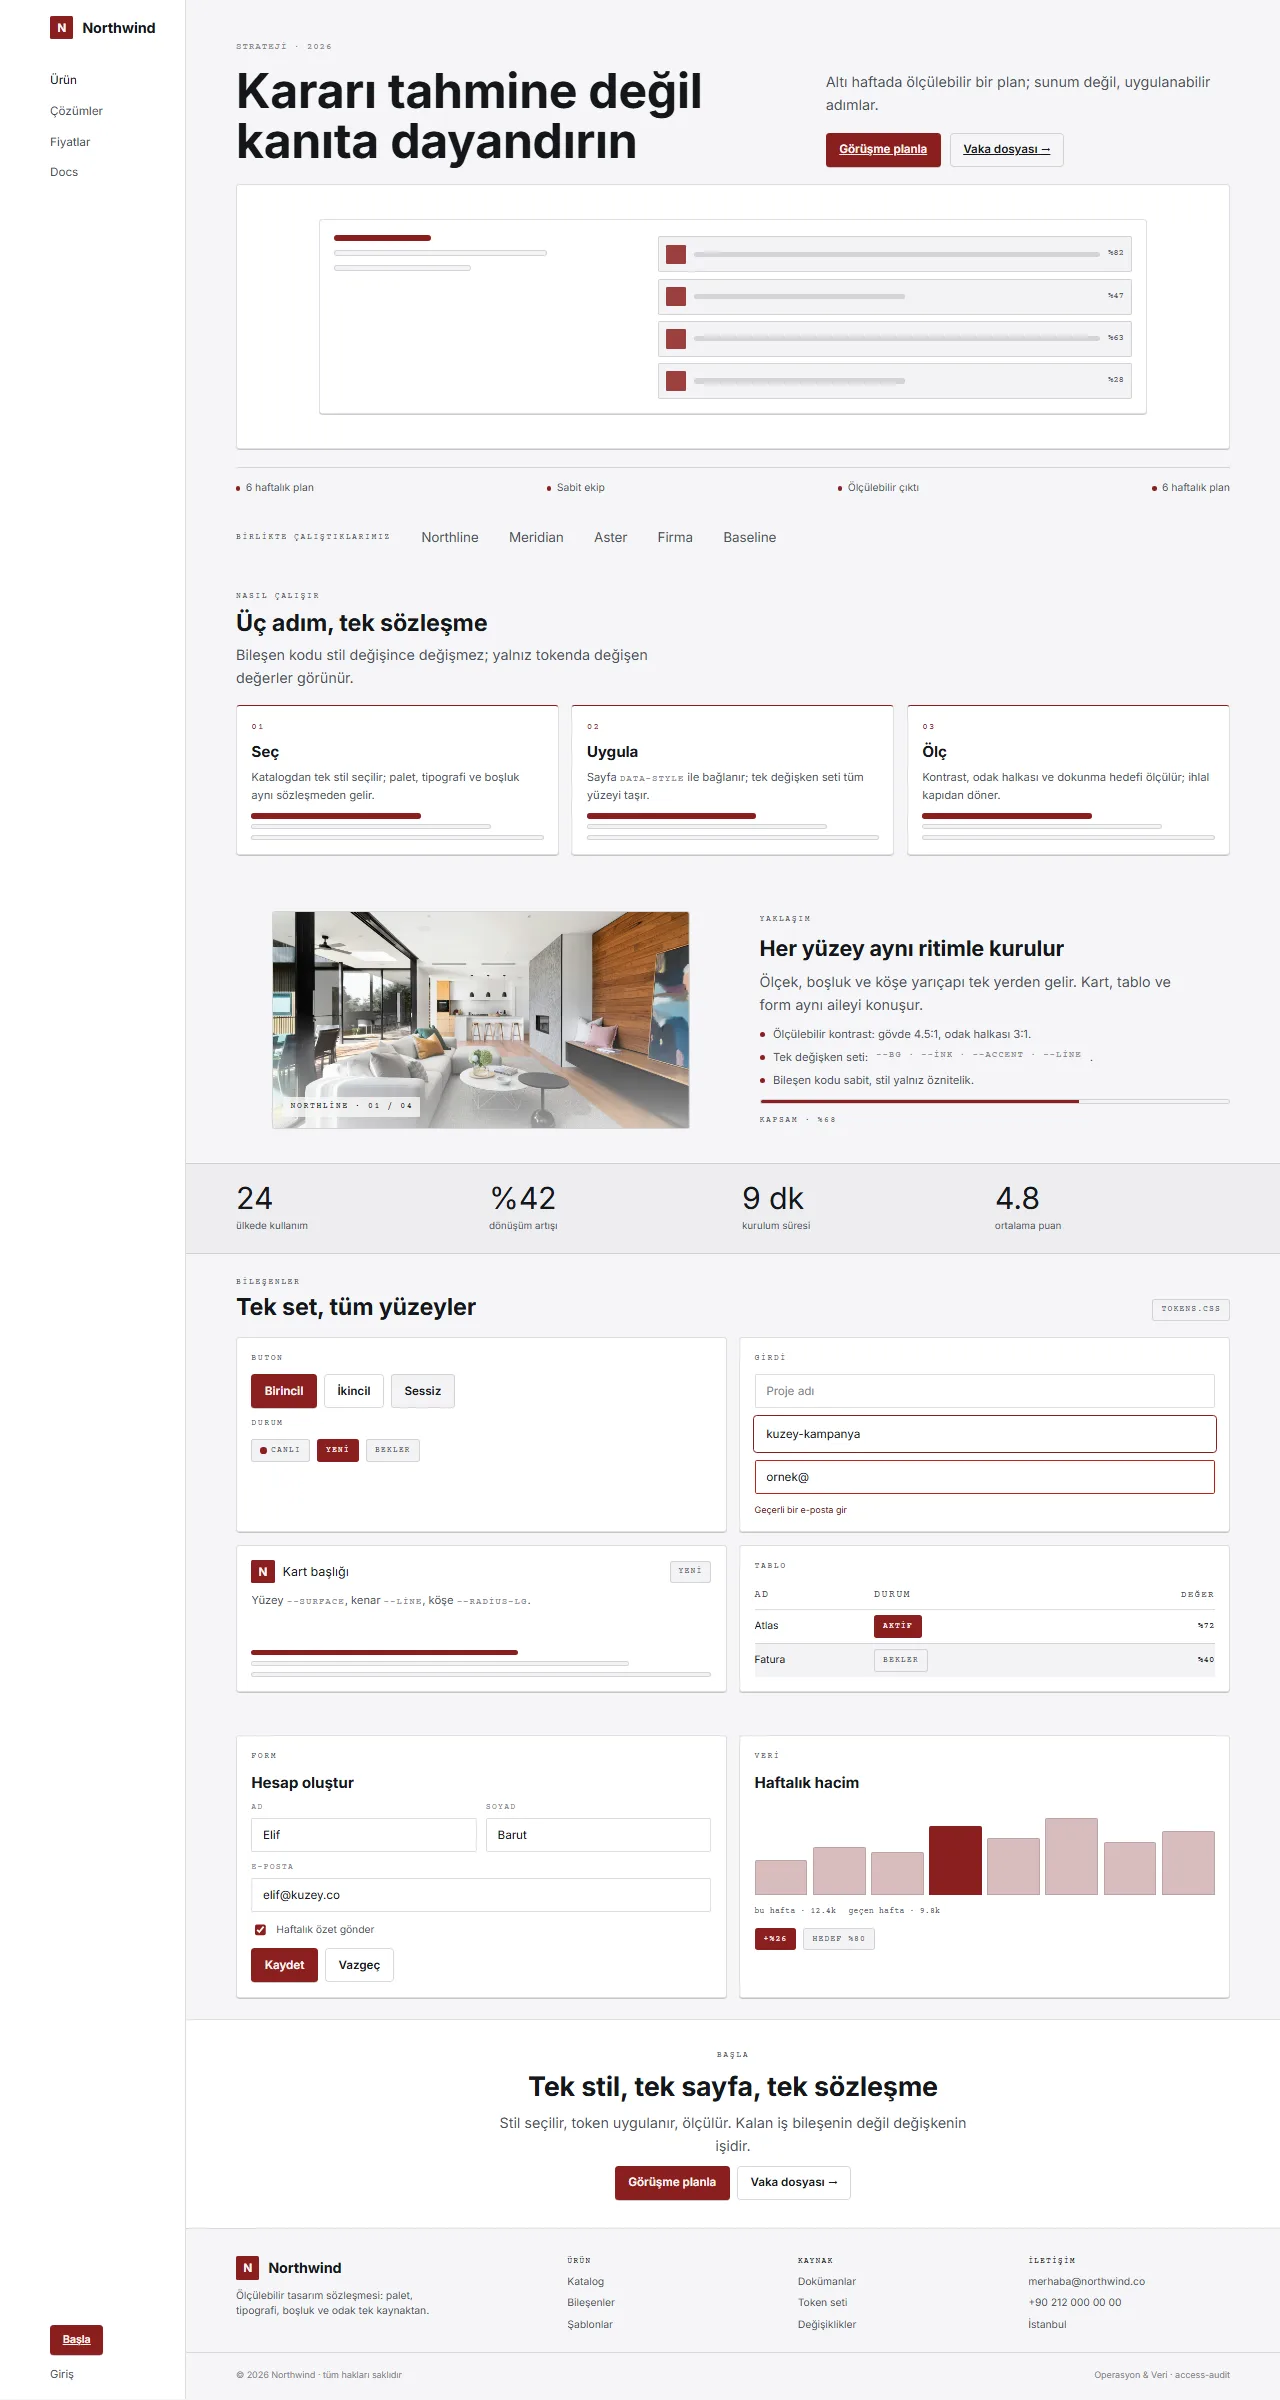 N Northwind
Ürün
Çözümler
Fiyatlar
Docs
STRATEJİ · 2026
Kararı tahmine değil
kanıta dayandırın
Altı haftada ölçülebilir bir plan; sunum değil, uygulanabilir
adımlar.
Görüşme planla
Vaka dosyası →
%82
%47
%63
%28
6 haftalık plan
Sabit ekip
Ölçülebilir çıktı
6 haftalık plan
BİRLİKTE ÇALIŞTIKLARIMIZ
Northline
Meridian
Aster
Firma
Baseline
NASIL ÇALIŞIR
Üç adım, tek sözleşme
Bileşen kodu stil değişince değişmez; yalnız tokenda değişen
değerler görünür.
01
Seç
Katalogdan tek stil seçilir; palet, tipografi ve boşluk
aynı sözleşmeden gelir.
02
Uygula
Sayfa DATA-STYLE ile bağlanır; tek değişken seti tüm
yüzeyi taşır.
03
Ölç
Kontrast, odak halkası ve dokunma hedefi ölçülür; ihlal
kapıdan döner.
NORTHLİNE · 01 / 04
YAKLAŞIM
Her yüzey aynı ritimle kurulur
Ölçek, boşluk ve köşe yarıçapı tek yerden gelir. Kart, tablo ve
form aynı aileyi konuşur.
Ölçülebilir kontrast: gövde 4.5:1, odak halkası 3:1.
Tek değişken seti: --BG · --İNK · --ACCENT · --LİNE .
Bileşen kodu sabit, stil yalnız öznitelik.
KAPSAM · %68
24
ülkede kullanım
%42
dönüşüm artışı
9 dk
kurulum süresi
4.8
ortalama puan
BİLEŞENLER
Tek set, tüm yüzeyler
TOKENS.CSS
BUTON
Birincil
İkincil
Sessiz
DURUM
CANLI
YENİ
BEKLER
GİRDİ
Proje adı
kuzey-kampanya
ornek@
Geçerli bir e-posta gir
N Kart başlığı
YENİ
Yüzey --SURFACE, kenar --LİNE, köşe --RADİUS-LG.
TABLO
AD DURUM DEĞER
Atlas AKTİF %72
Fatura BEKLER %40
FORM
Hesap oluştur
AD
SOYAD
Elif
Barut
E-POSTA
elif@kuzey.co
Haftalık özet gönder
Kaydet
Vazgeç
VERİ
Haftalık hacim
bu hafta · 12.4k geçen hafta · 9.8k
+%26
HEDEF %80
BAŞLA
Tek stil, tek sayfa, tek sözleşme
Stil seçilir, token uygulanır, ölçülür. Kalan iş bileşenin değil değişkenin
işidir.
Görüşme planla
Vaka dosyası →
N Northwind
Ölçülebilir tasarım sözleşmesi: palet,
tipografi, boşluk ve odak tek kaynaktan.
ÜRÜN
Katalog
Bileşenler
Şablonlar
KAYNAK
Dokümanlar
Token seti
Değişiklikler
İLETİŞİM
merhaba@northwind.co
+90 212 000 00 00
İstanbul
Başla
Giriş
© 2026 Northwind · tüm hakları saklıdır
Operasyon & Veri · access-audit